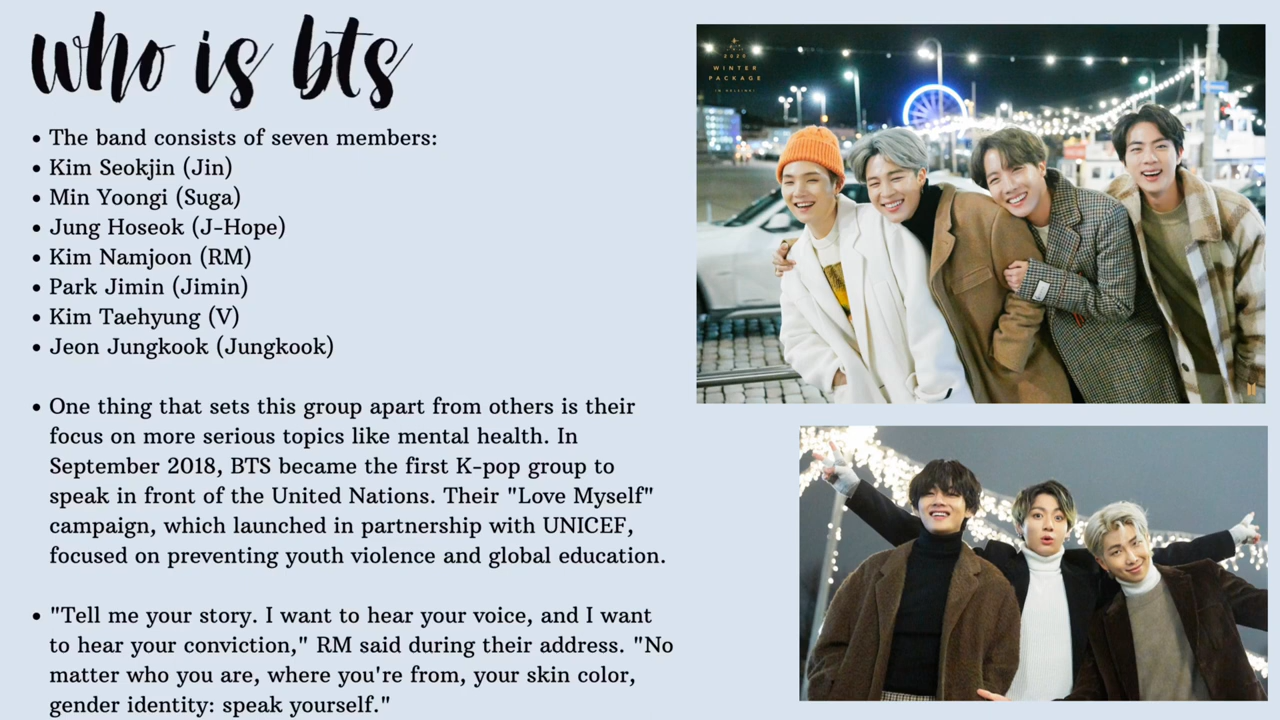 who is bts
• The band consists of seven members:
• Kim Seokjin (Jin)
• Min Yoongi (Suga)
• Jung Hoseok (J-Hope)
• Kim Namjoon (RM)
• Park Jimin (Jimin)
• Kim Taehyung (V)
• Jeon Jungkook (Jungkook)
• One thing that sets this group apart from others is their
focus on more serious topics like mental health. In
September 2018, BTS became the first K-pop group to
speak in front of the United Nations. Their "Love Myself"
campaign, which launched in partnership with UNICEF,
focused on preventing youth violence and global education.
• "Tell me your story. I want to hear your voice, and I want
to hear your conviction," RM said during their address. "No
matter who you are, where you're from, your skin color,
gender identity: speak yourself."
2020
WINTER
PACKAGE
IN HELSINKI